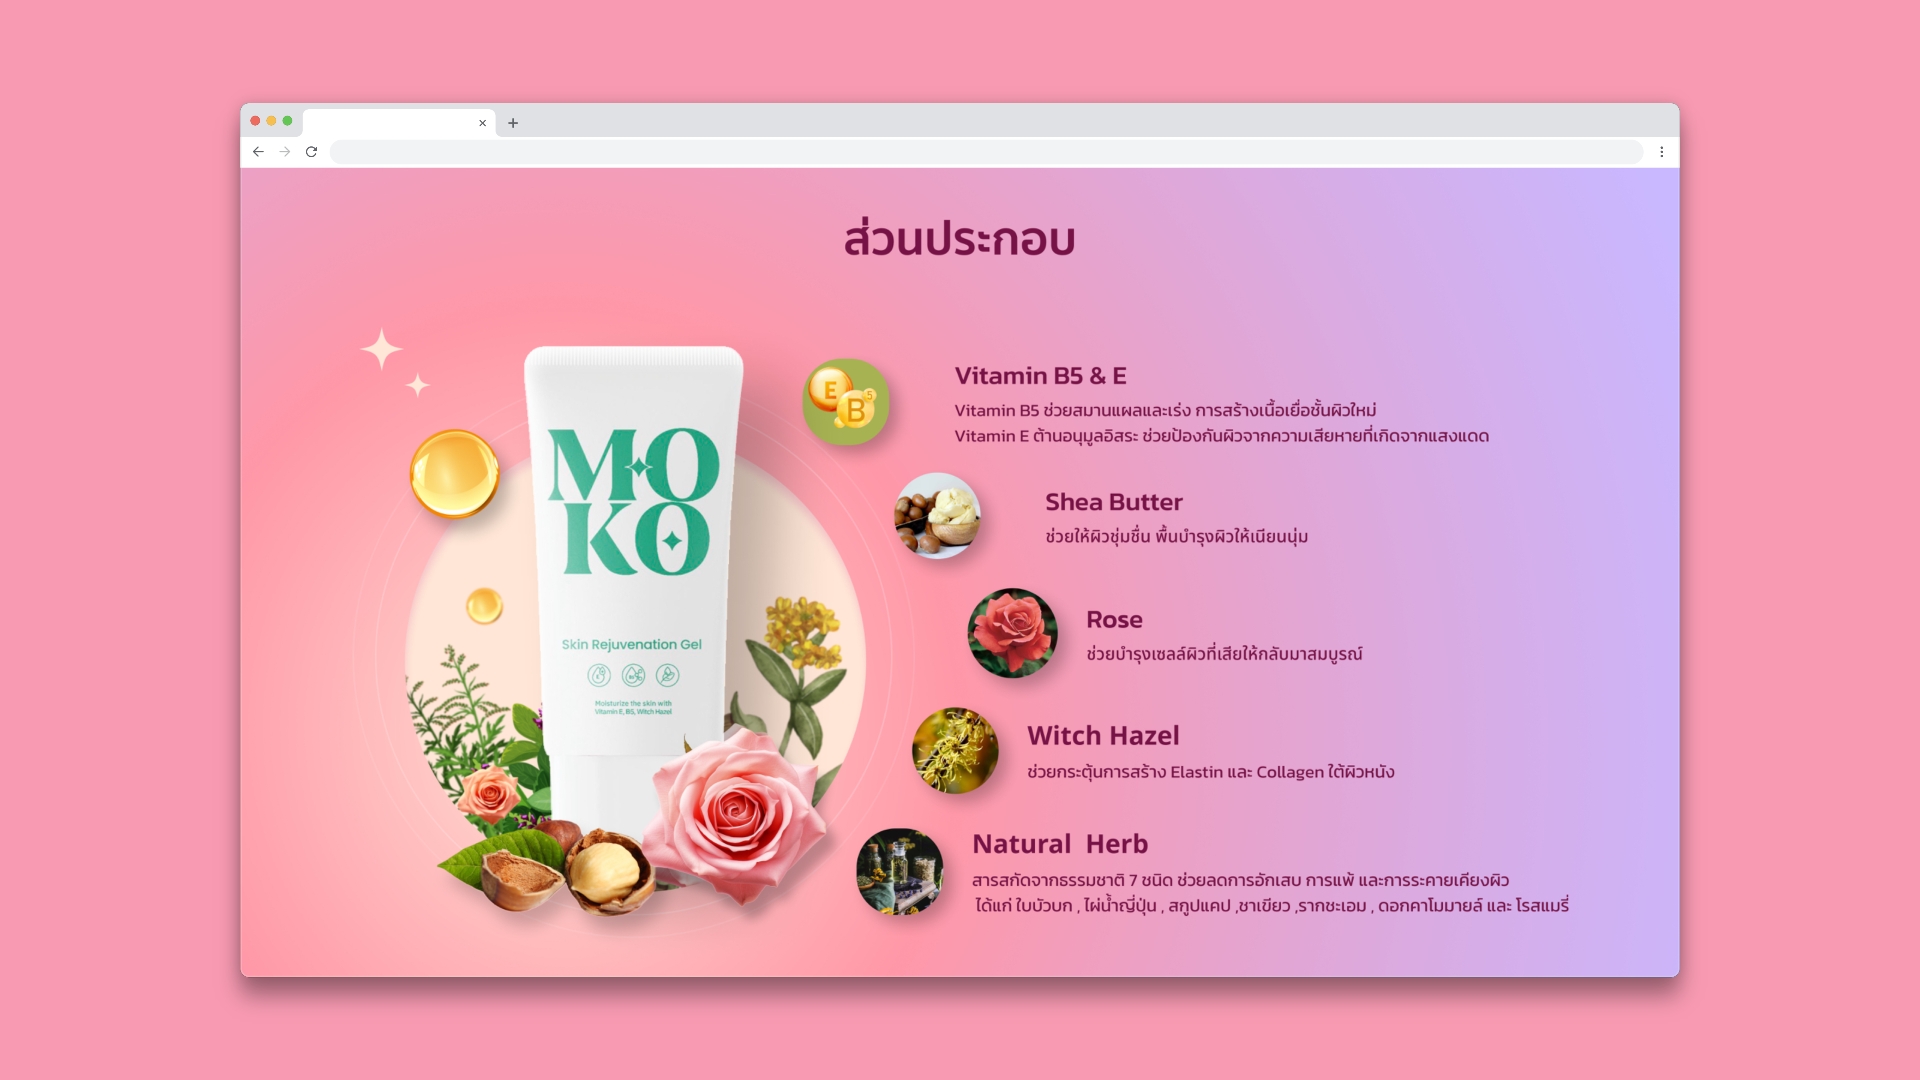 ส่วนประกอบ
MO
KO
Skin Rejuvenation Gel
Moisturize the skin with
Vitamin E, B5, Witch Hazel
E
B5
Vitamin B5 & E
Vitamin B5 ช่วยสมานแผลและเร่ง การสร้างเนื้อเยื่อชั้นผิวใหม่
Vitamin E ต้านอนุมูลอิสระ ช่วยป้องกันผิวจากความเสียหายที่เกิดจากแสงแดด
Shea Butter
ช่วยให้ผิวชุ่มชื่น พื้นบำรุงผิวให้เนียนนุ่ม
Rose
ช่วยบำรุงเซลล์ผิวที่เสียให้กลับมาสมบูรณ์
Witch Hazel
ช่วยกระตุ้นการสร้าง Elastin และ Collagen ใต้ผิวหนัง
Natural  Herb
สารสกัดจากธรรมชาติ 7 ชนิด ช่วยลดการอักเสบ การแพ้ และการระคายเคียงผิว
ได้แก่ ใบบัวบก , ไผ่น้ำญี่ปุ่น , สกูปแคป ,ชาเขียว ,รากชะเอม , ดอกคาโมมายล์ และ โรสแมรี่